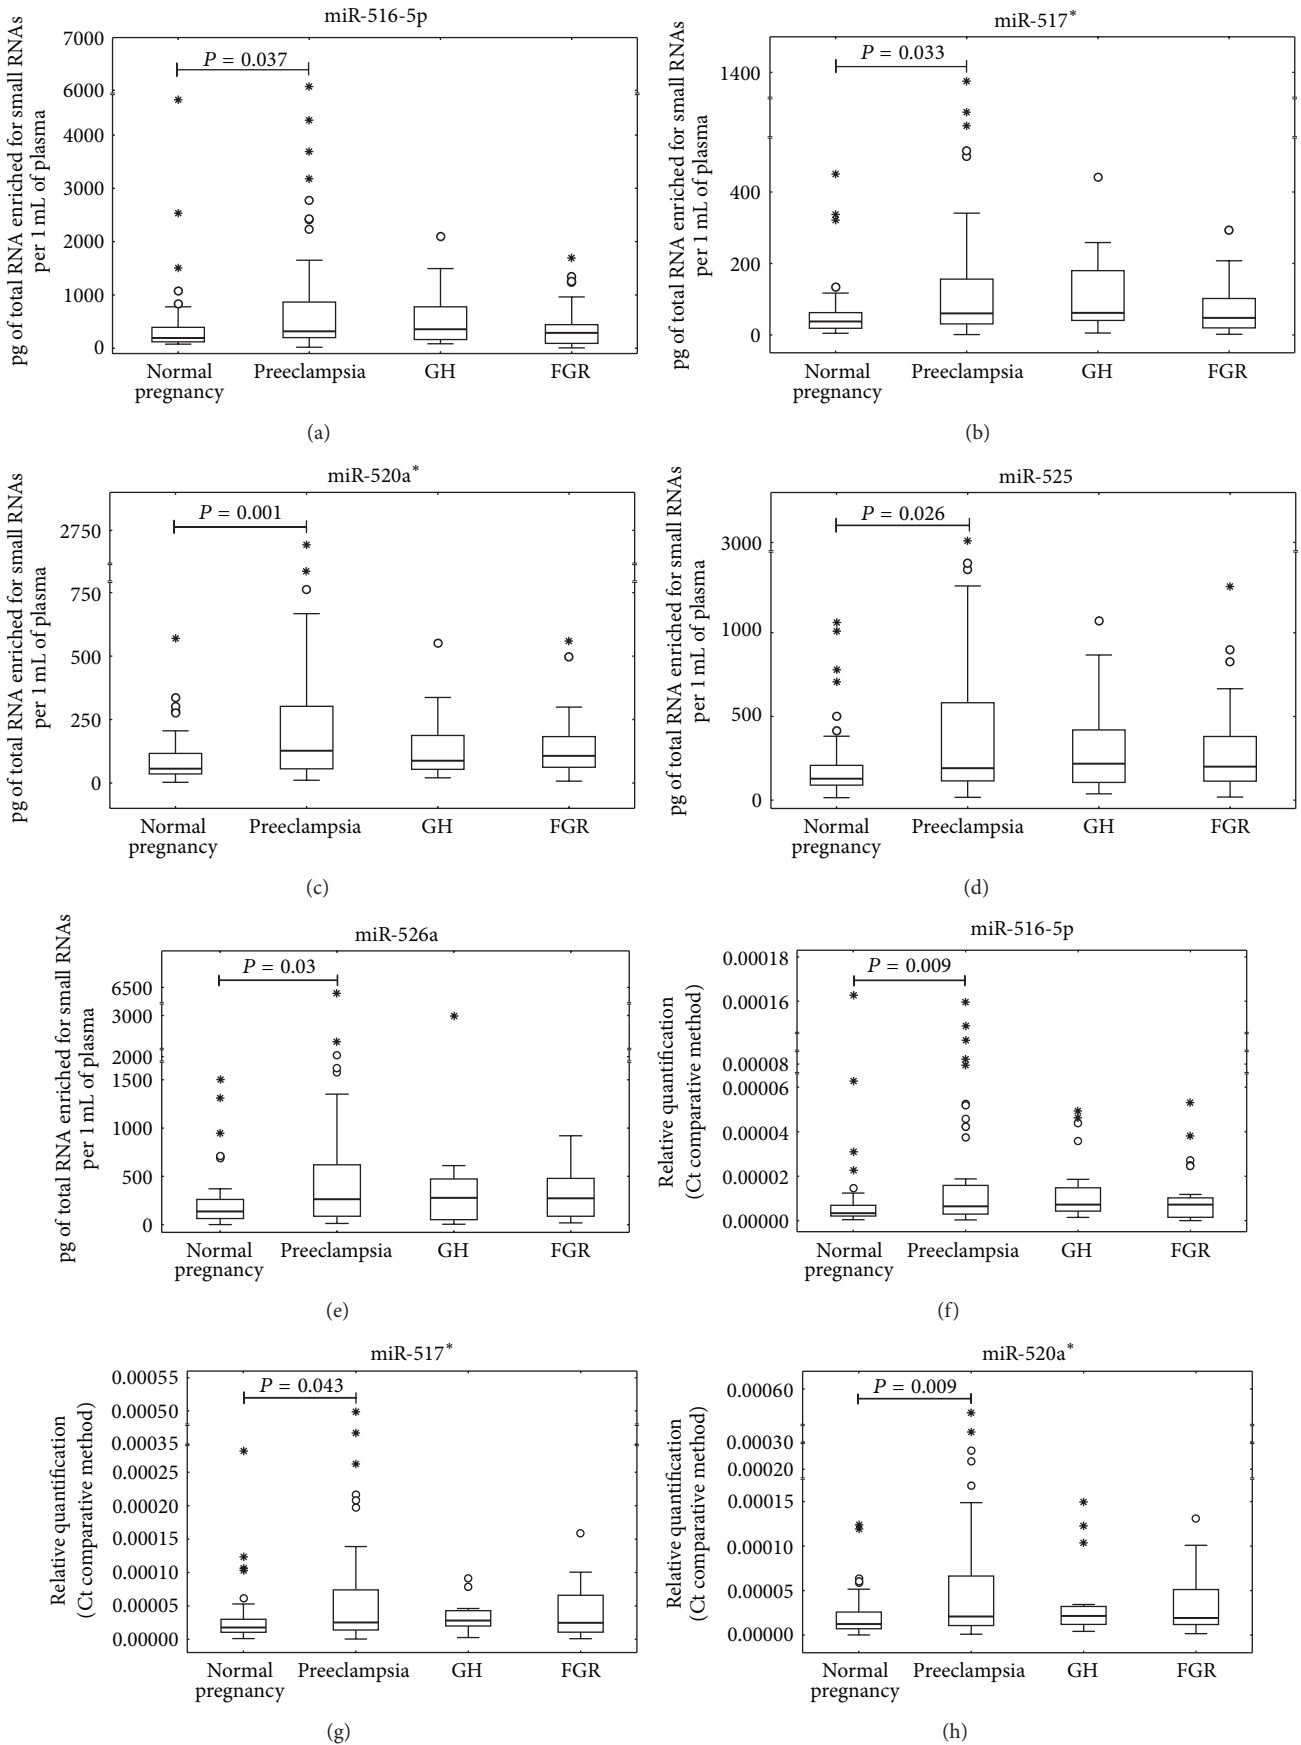 miR-516-5p
pg of total RNA enriched for small RNAs
per 1 mL of plasma
7000
6000
4000
3000
2000
1000
0
P = 0.037
Normal
pregnancy
Preeclampsia
GH
FGR
(a)
miR-517*
pg of total RNA enriched for small RNAs
per 1 mL of plasma
1400
400
200
0
P = 0.033
Normal
pregnancy
Preeclampsia
GH
FGR
(b)
miR-520a*
pg of total RNA enriched for small RNAs
per 1 mL of plasma
2750
750
500
250
0
P = 0.001
Normal
pregnancy
Preeclampsia
GH
FGR
(c)
miR-525
pg of total RNA enriched for small RNAs
per 1 mL of plasma
3000
1000
500
0
P = 0.026
Normal
pregnancy
Preeclampsia
GH
FGR
(d)
miR-526a
pg of total RNA enriched for small RNAs
per 1 mL of plasma
6500
3000
2000
1500
1000
500
0
P = 0.03
Normal
pregnancy
Preeclampsia
GH
FGR
(e)
miR-516-5p
Relative quantification
(Ct comparative method)
0.00018
0.00016
0.00008
0.00006
0.00004
0.00002
0.00000
P = 0.009
Normal
pregnancy
Preeclampsia
GH
FGR
(f)
miR-517*
Relative quantification
(Ct comparative method)
0.00055
0.00050
0.00035
0.00025
0.00020
0.00015
0.00010
0.00005
0.00000
P = 0.043
Normal
pregnancy
Preeclampsia
GH
FGR
(g)
miR-520a*
Relative quantification
(Ct comparative method)
0.00060
0.00030
0.00020
0.00015
0.00010
0.00005
0.00000
P = 0.009
Normal
pregnancy
Preeclampsia
GH
FGR
(h)